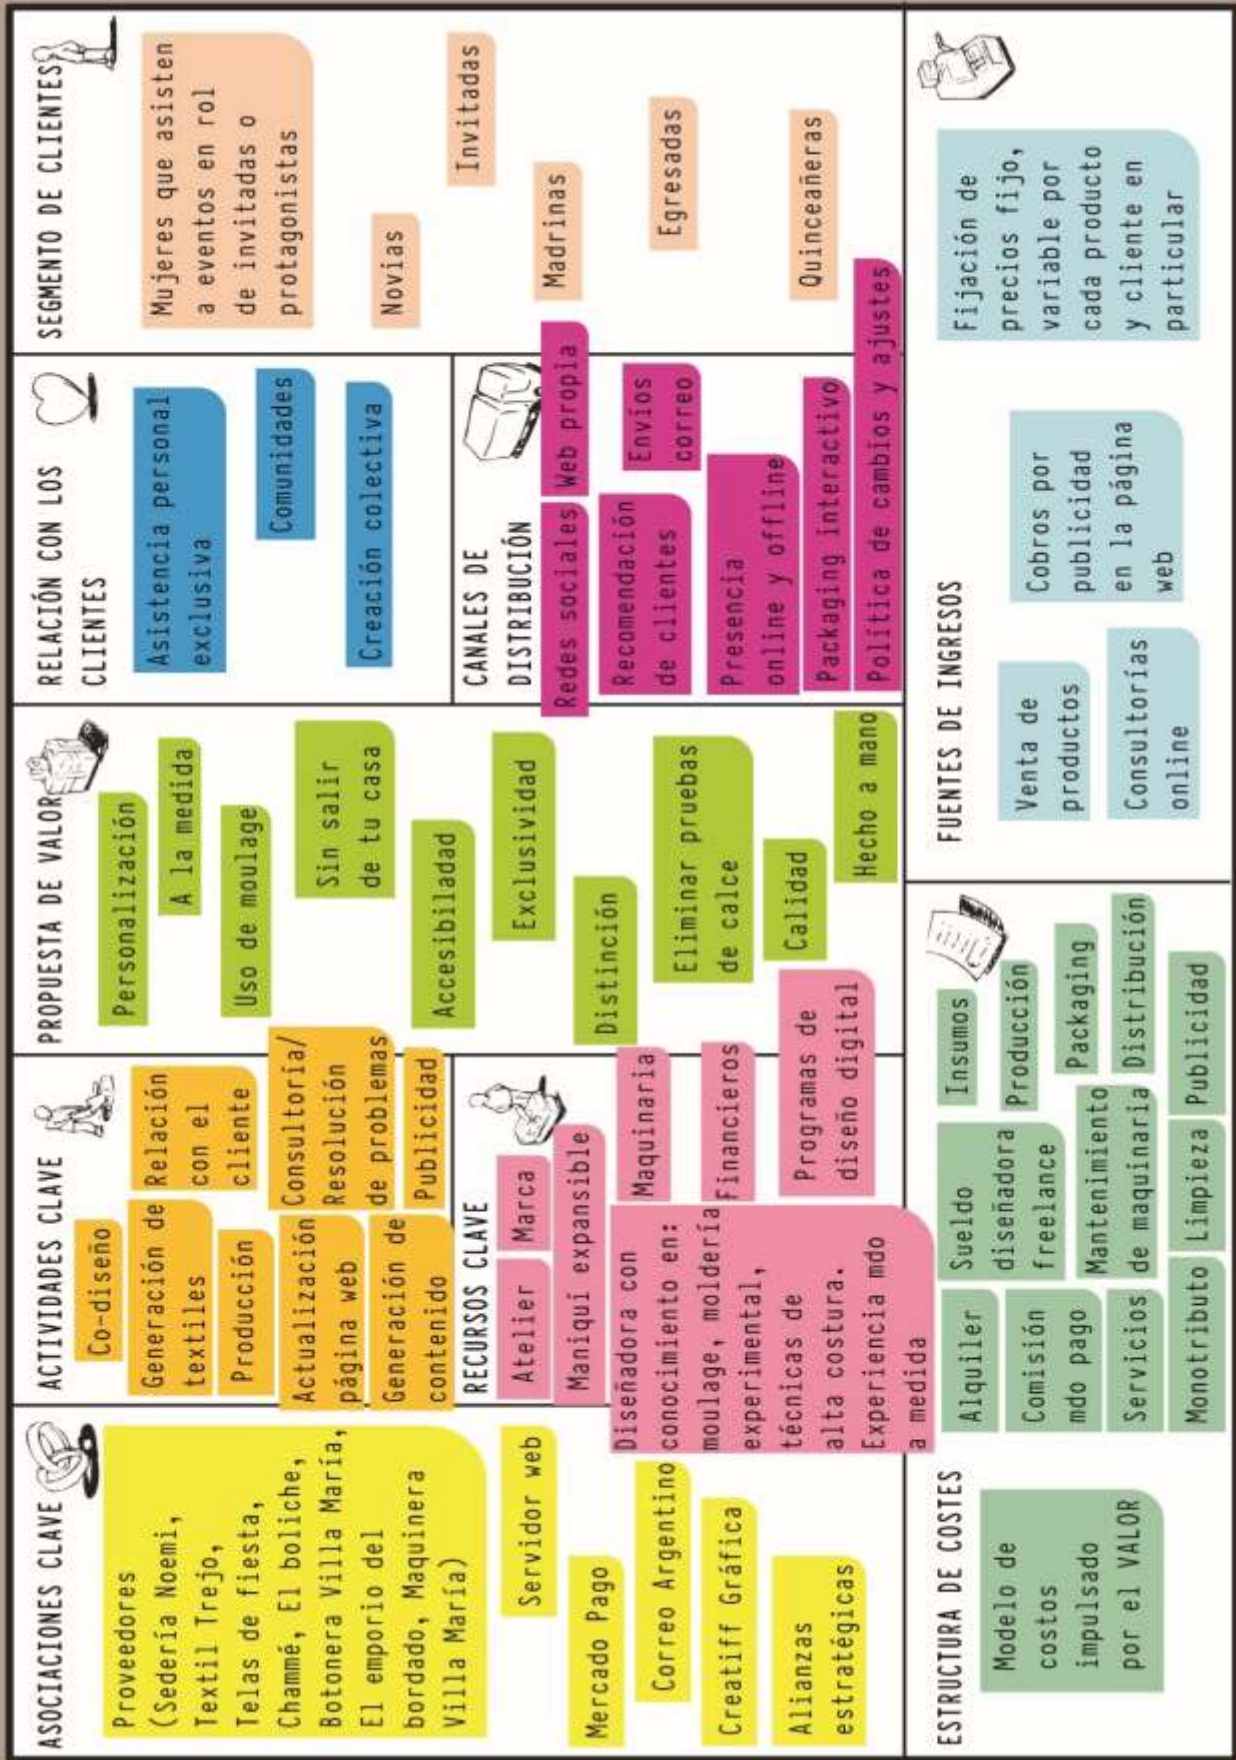 ASOCIACIONES CLAVE
Proveedores
(Sedería Noemi,
Textil Trejo,
Telas de fiesta,
Chammé, El boliche,
Botonera Villa María,
El emporio del
bordado, Maquinera
Villa María)
Servidor web
Mercado Pago
Correo Argentino
Creatiff Gráfica
Alianzas
estratégicas
ACTIVIDADES CLAVE
Co-diseño
Generación de
textiles
Relación
con el
cliente
Producción
Consultoría/
Resolución
de problemas
Actualización
página web
Publicidad
Generación de
contenido
RECURSOS CLAVE
Atelier
Marca
Maniquí expansible
Maquinaria
Diseñadora con
conocimiento en:
moulage, moldería
experimental,
técnicas de
alta costura.
Experiencia mdo
a medida
Financieros
Programas de
diseño digital
PROPUESTA DE VALOR
Personalización
A la medida
Uso de moulage
Sin salir
de tu casa
Accesibiladad
Exclusividad
Distinción
Eliminar pruebas
de calce
Calidad
Hecho a mano
RELACIÓN CON LOS
CLIENTES
Asistencia personal
exclusiva
Comunidades
Creación colectiva
CANALES DE
DISTRIBUCIÓN
Redes sociales
Web propia
Recomendación
de clientes
Envíos
correo
Presencia
online y offline
Packaging interactivo
Política de cambios y ajustes
SEGMENTO DE CLIENTES
Mujeres que asisten
a eventos en rol
de invitadas o
protagonistas
Novias
Invitadas
Madrinas
Egresadas
Quinceañeras
ESTRUCTURA DE COSTES
Modelo de
costos
impulsado
por el VALOR
Alquiler
Sueldo
diseñadora
freelance
Insumos
Comisión
mdo pago
Producción
Mantenimiento
de maquinaria
Packaging
Servicios
Distribución
Monotributo
Limpieza
Publicidad
FUENTES DE INGRESOS
Venta de
productos
Cobros por
publicidad
en la página
web
Consultorías
online
Fijación de
precios fijo,
variable por
cada producto
y cliente en
particular